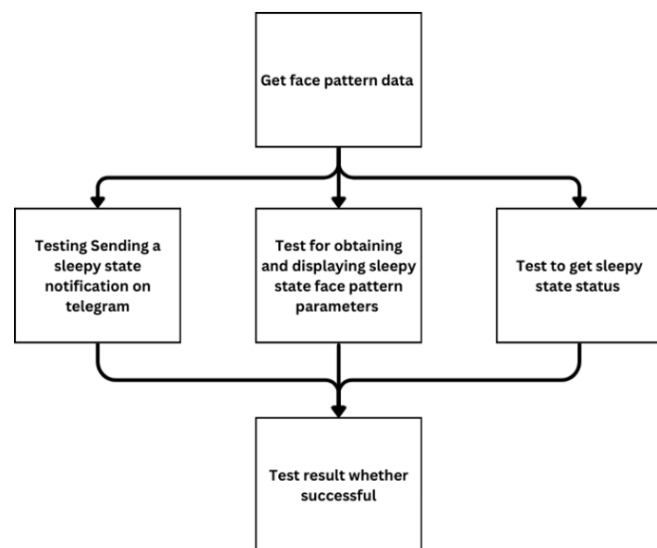 Get face pattern data
Testing Sending a
sleepy state
notification on
telegram
Test for obtaining
and displaying sleepy
state face pattern
parameters
Test to get sleepy
state status
Test result whether
successful